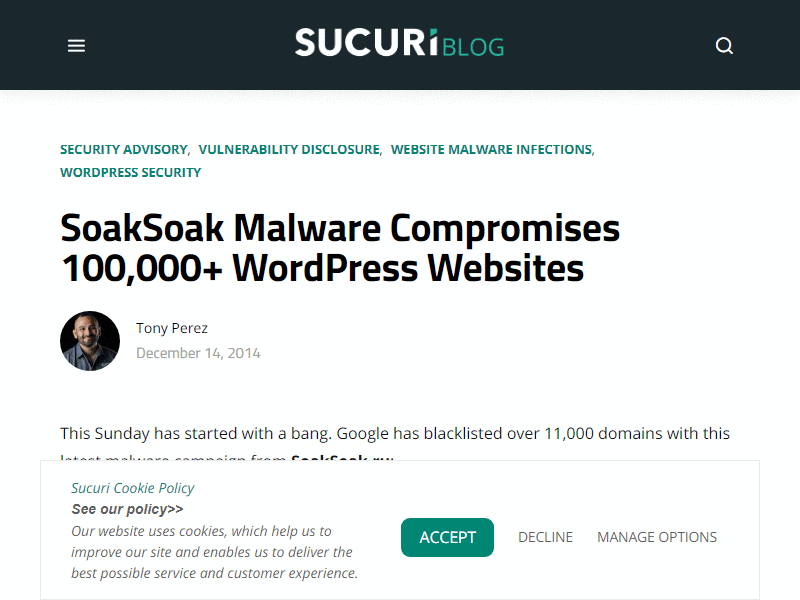 SUCURI BLOG
SECURITY ADVISORY, VULNERABILITY DISCLOSURE, WEBSITE MALWARE INFECTIONS,
WORDPRESS SECURITY
SoakSoak Malware Compromises
100,000+ WordPress Websites
Tony Perez
December 14, 2014
This Sunday has started with a bang. Google has blacklisted over 11,000 domains with this
latest malware campaign from SoakSoak.ru:
Sucuri Cookie Policy
See our policy>>
Our website uses cookies, which help us to
improve our site and enables us to deliver the
best possible service and customer experience.
ACCEPT
DECLINE
MANAGE OPTIONS